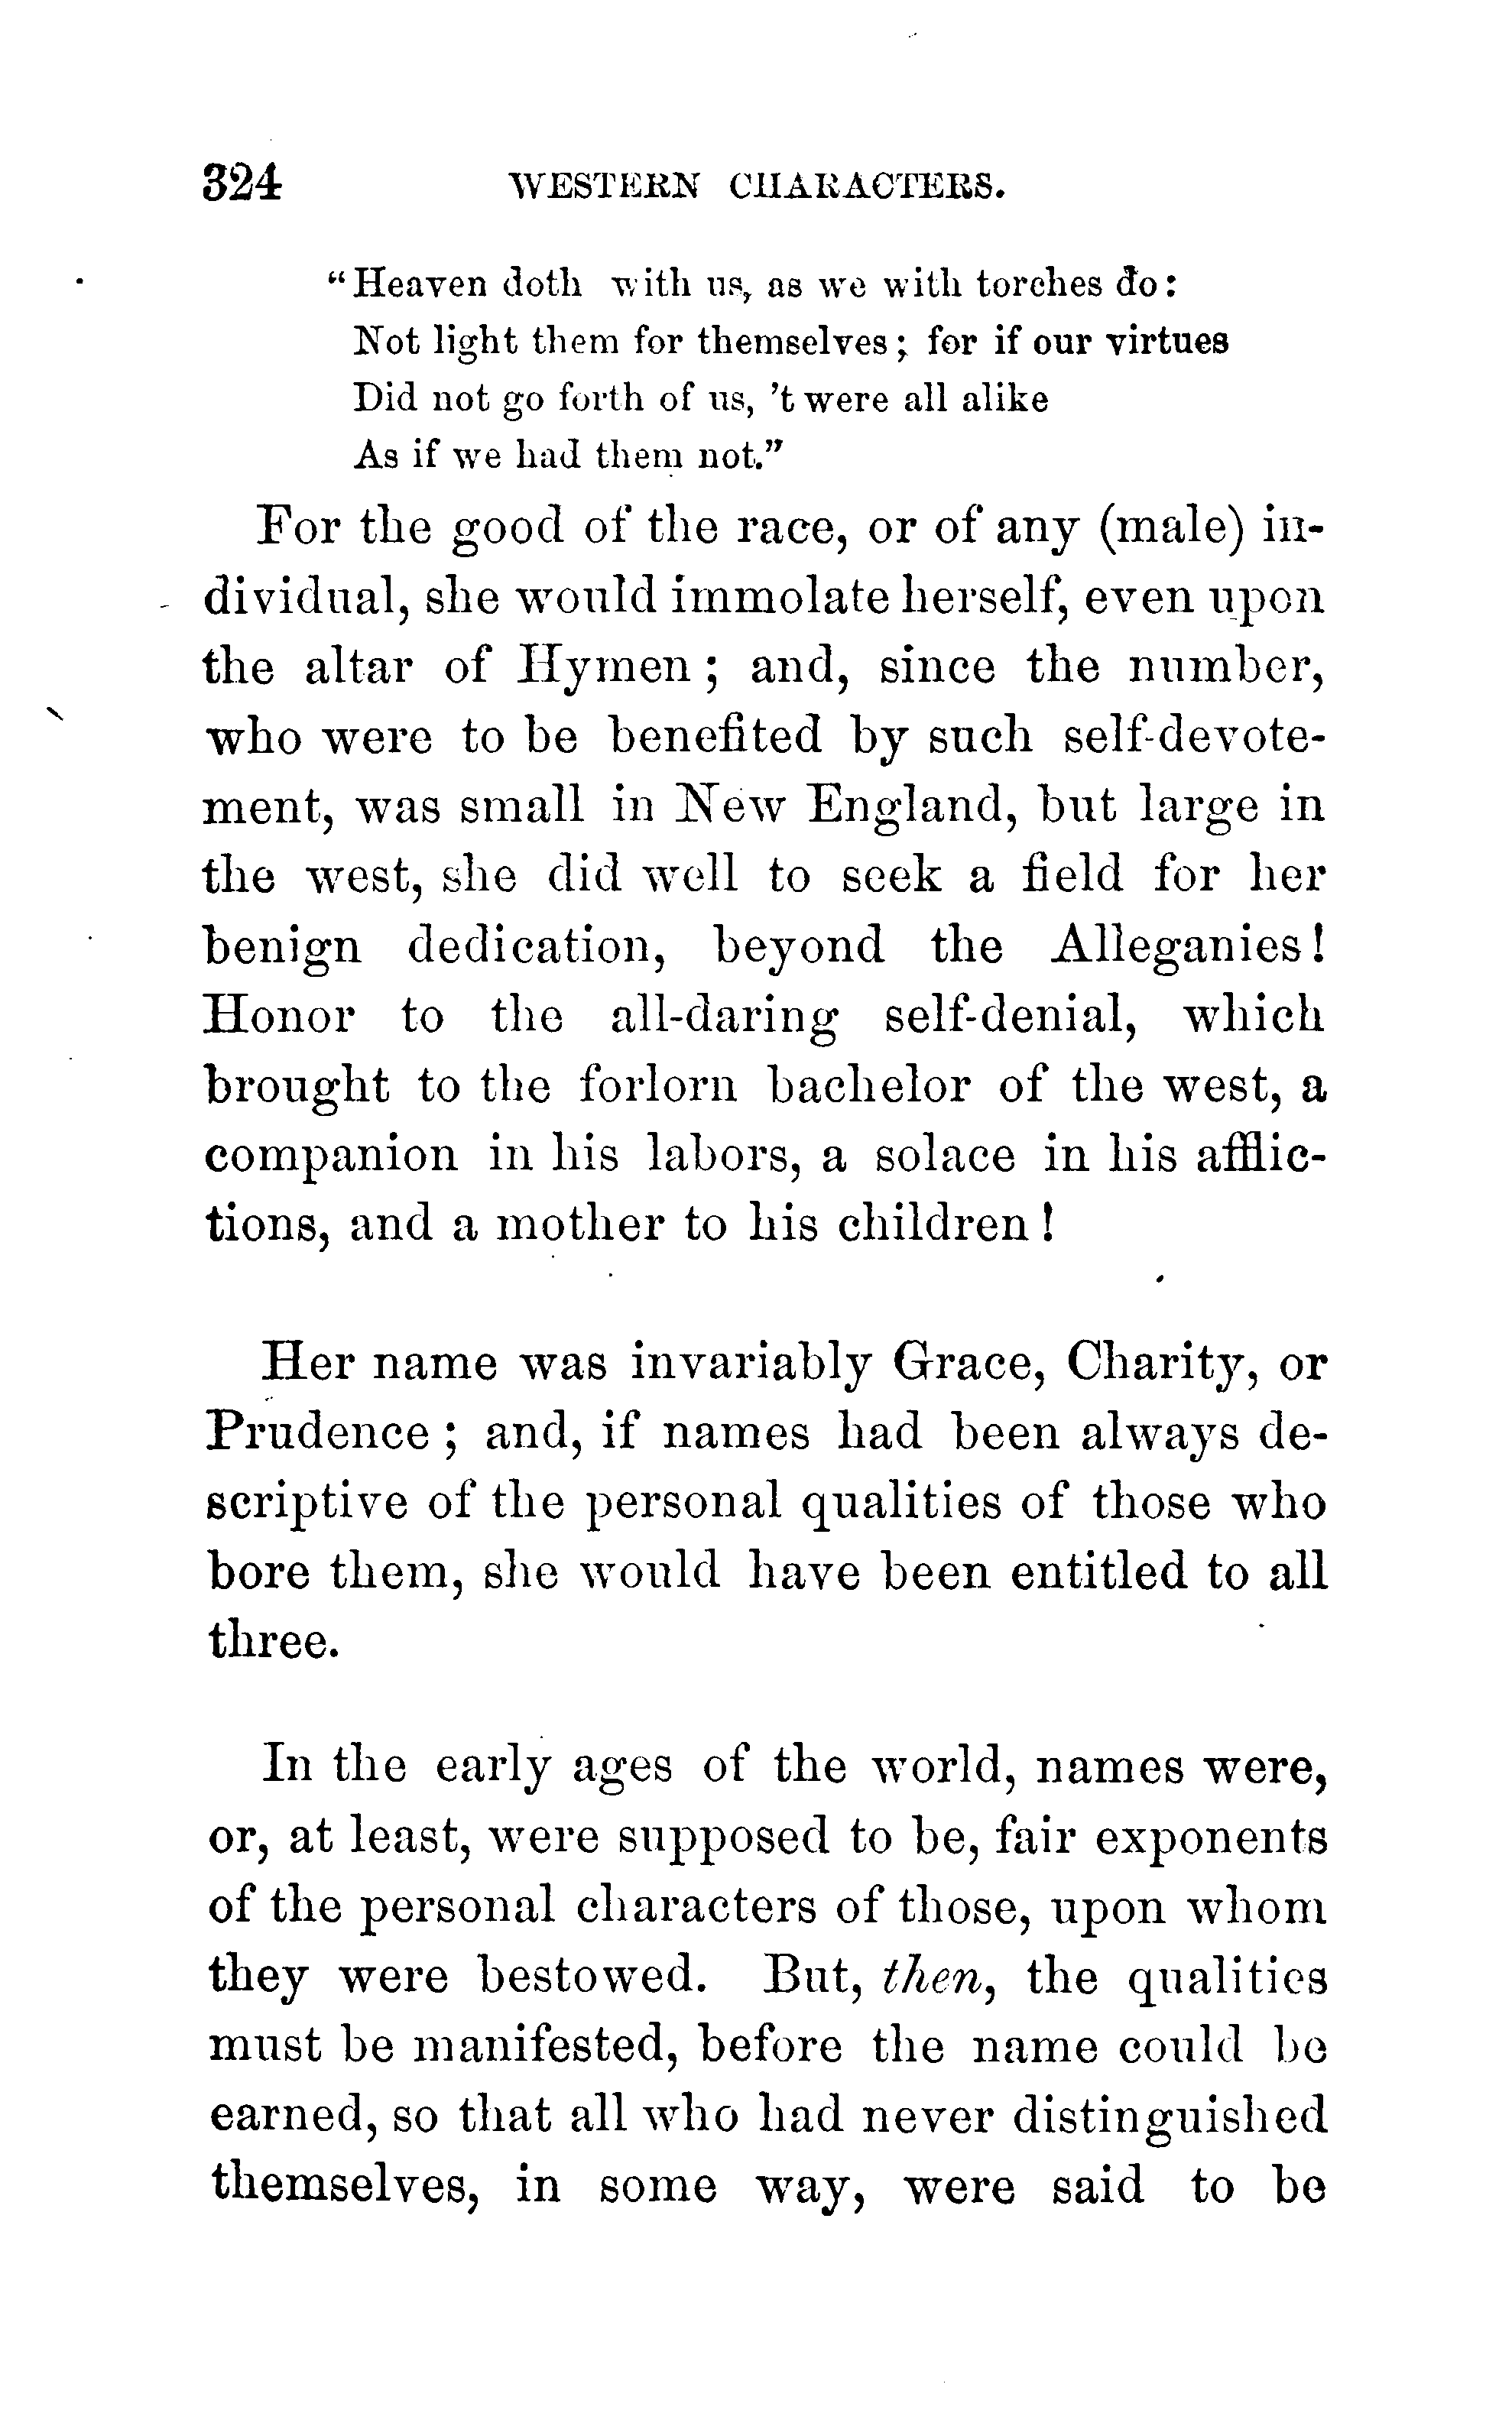 324 WESTERN CHARACTERS.
"Heaven doth with us, as we with torches do:
Not light them for themselves; for if our virtues
Did not go forth of us, 't were all alike
As if we had them not."
For the good of the race, or of any (male) in-
dividual, she would immolate herself, even upon
the altar of Hymen; and, since the number,
who were to be benefited by such self-devote-
ment, was small in New England, but large in
the west, she did well to seek a field for her
benign dedication, beyond the Alleganies!
Honor to the all-daring self-denial, which
brought to the forlorn bachelor of the west, a
companion in his labors, a solace in his afflic-
tions, and a mother to his children!
Her name was invariably Grace, Charity, or
Prudence; and, if names had been always de-
scriptive of the personal qualities of those who
bore them, she would have been entitled to all
three.
In the early ages of the world, names were,
or, at least, were supposed to be, fair exponents
of the personal characters of those, upon whom
they were bestowed. But, then, the qualities
must be manifested, before the name could be
earned, so that all who had never distinguished
themselves, in some way, were said to be